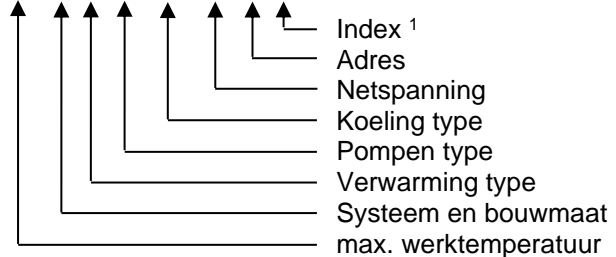 Index ¹
Adres
Netspanning
Koeling type
Pompen type
Verwarming type
Systeem en bouwmaat
max. werktemperatuur